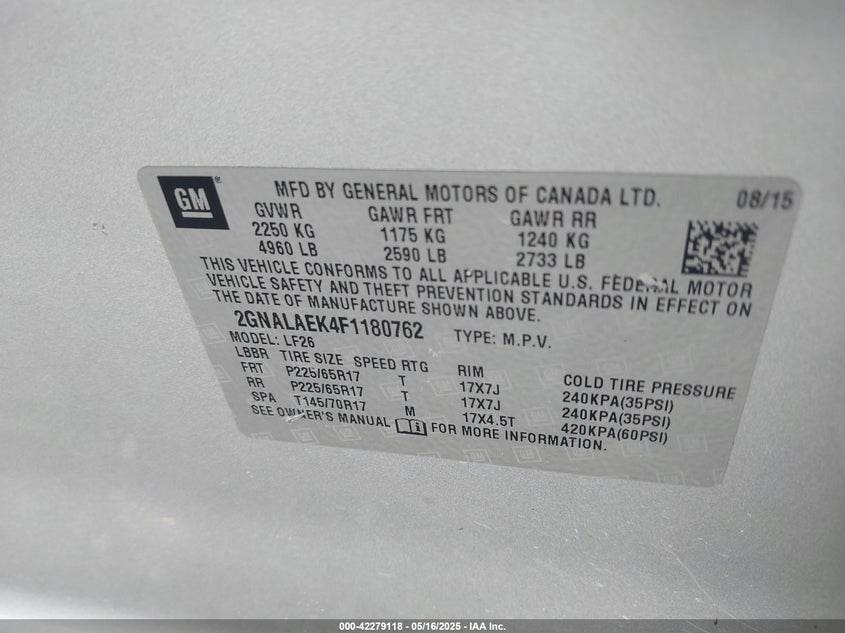 GM
MFD BY GENERAL MOTORS OF CANADA LTD. 08/15
GVWR GAWR FRT GAWR RR
2250 KG 1175 KG 1240 KG
4960 LB 2590 LB 2733 LB
THIS VEHICLE CONFORMS TO ALL APPLICABLE U.S. FEDERAL MOTOR
VEHICLE SAFETY AND THEFT PREVENTION STANDARDS IN EFFECT ON
THE DATE OF MANUFACTURE SHOWN ABOVE.
2GNALAEK4F1180762 TYPE: M.P.V.
MODEL: LF26
LBBR TIRE SIZE SPEED RTG RIM COLD TIRE PRESSURE
FRT P225/65R17 T 17X7J 240KPA(35PSI)
RR P225/65R17 T 17X7J 240KPA(35PSI)
SPA T145/70R17 M 17X4.5T 420KPA(60PSI)
SEE OWNER'S MANUAL FOR MORE INFORMATION.
000-42279118 - 05/16/2025 - IAA Inc.